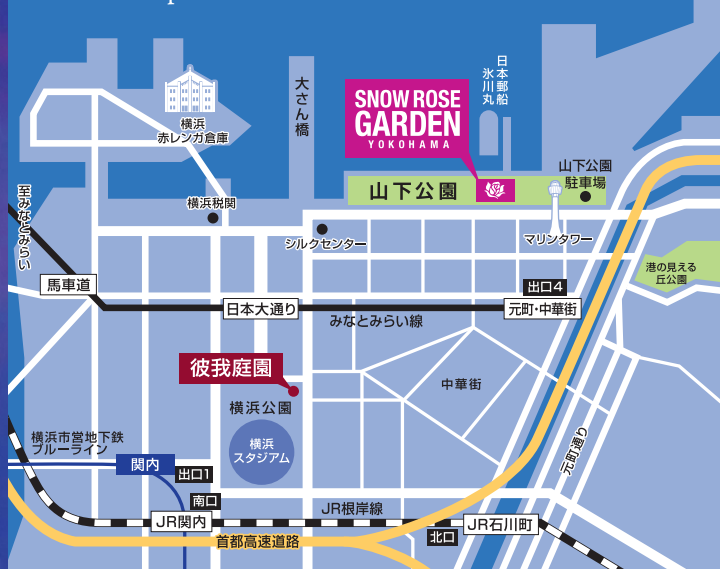 日本郵船
氷川丸
大さん橋
SNOW ROSE
GARDEN
YOKOHAMA
横浜
赤レンガ倉庫
山下公園
駐車場
山下公園
至みなとみらい
横浜税関
シルクセンター
マリンタワー
港の見える
丘公園
馬車道
出口4
日本大通り
元町・中華街
みなとみらい線
彼我庭園
中華街
横浜公園
横浜
スタジアム
元町通り
横浜市営地下鉄
ブルーライン
関内
出口1
南口
JR根岸線
JR関内
JR石川町
北口
首都高速道路